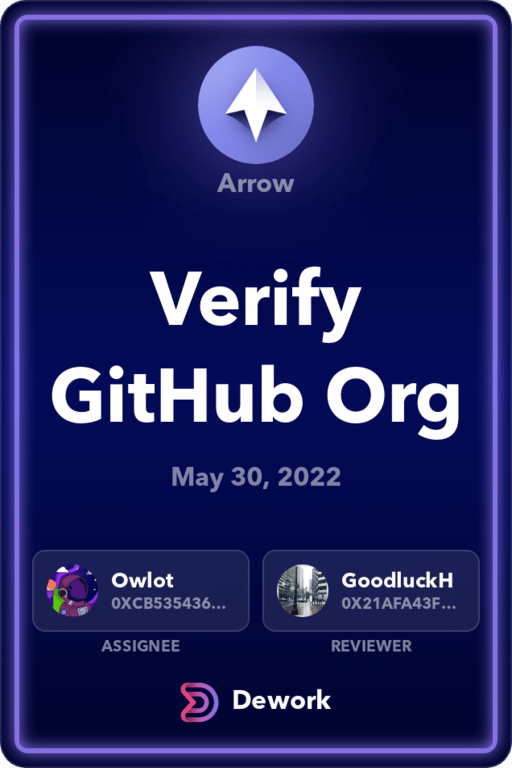 Arrow
Verify
GitHub Org
May 30, 2022
Owlot
0XCB535436...
ASSIGNEE
GoodluckH
0X21AFA43F...
REVIEWER
Dework